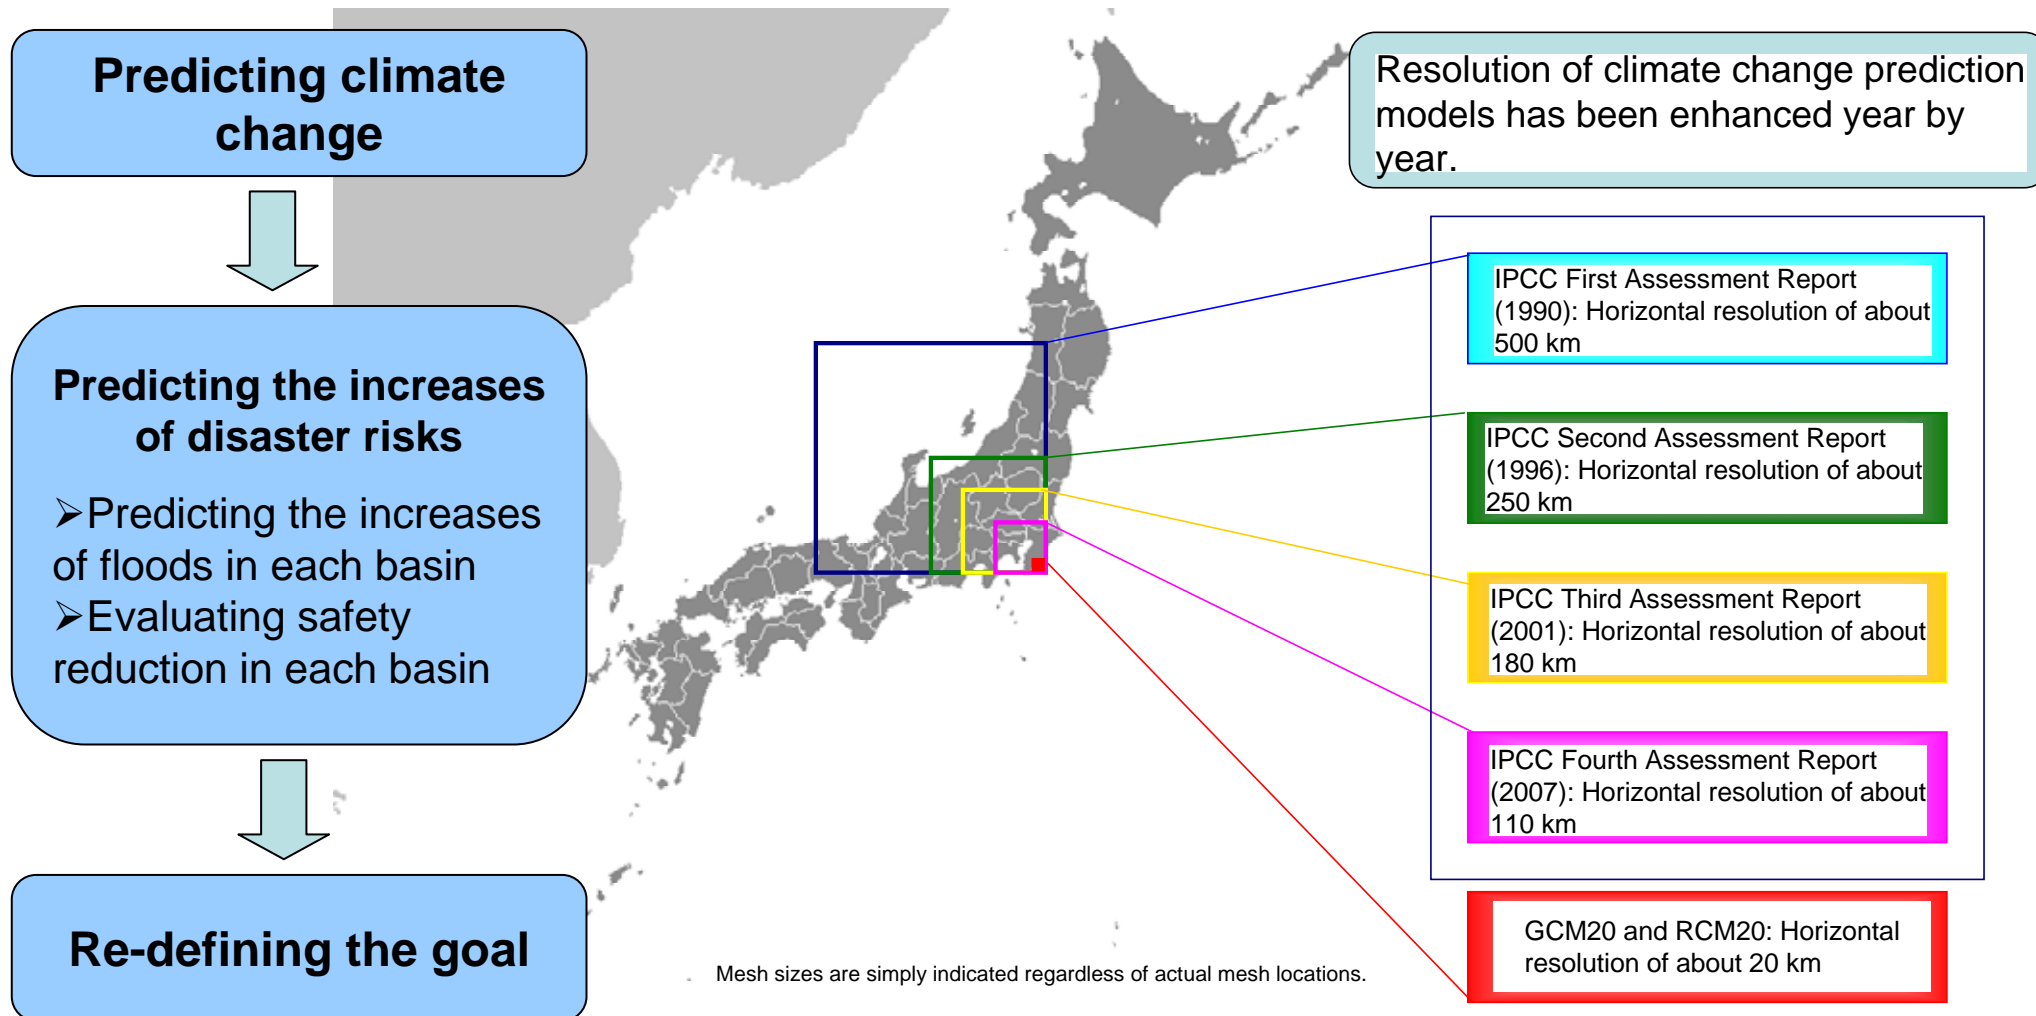 Predicting climate
change
Predicting the increases
of disaster risks
➢Predicting the increases
of floods in each basin
➢Evaluating safety
reduction in each basin
Re-defining the goal
Resolution of climate change prediction
models has been enhanced year by
year.
IPCC First Assessment Report
(1990): Horizontal resolution of about
500 km
IPCC Second Assessment Report
(1996): Horizontal resolution of about
250 km
IPCC Third Assessment Report
(2001): Horizontal resolution of about
180 km
IPCC Fourth Assessment Report
(2007): Horizontal resolution of about
110 km
GCM20 and RCM20: Horizontal
resolution of about 20 km
Mesh sizes are simply indicated regardless of actual mesh locations.